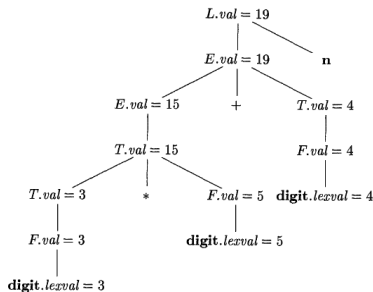 L.val = 19
E.val = 19 n
E.val = 15 + T.val = 4
T.val = 15 F.val = 4
T.val = 3 * F.val = 5 digit.lexval = 4
F.val = 3 digit.lexval = 5
digit.lexval = 3